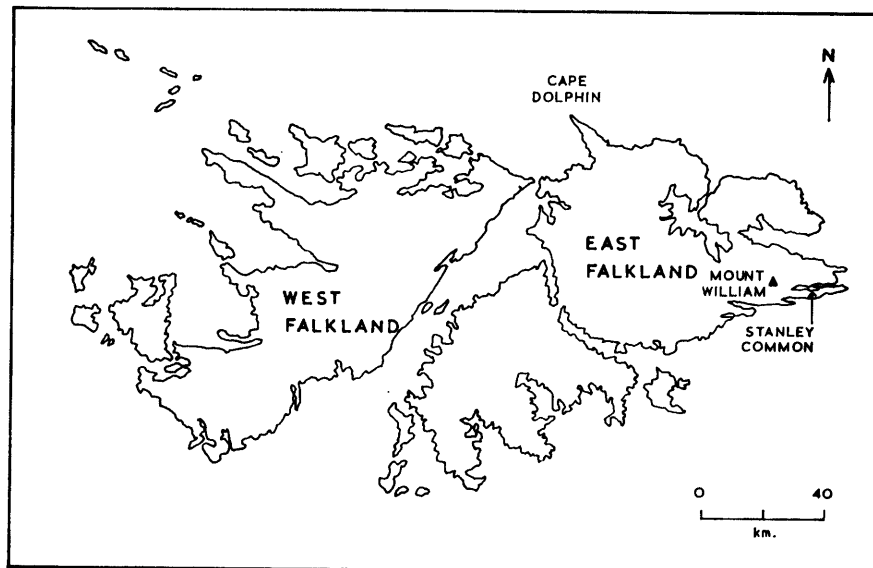 CAPE
DOLPHIN
N
EAST
FALKLAND
MOUNT
WILLIAM
WEST
FALKLAND
STANLEY
COMMON
0 40
km.